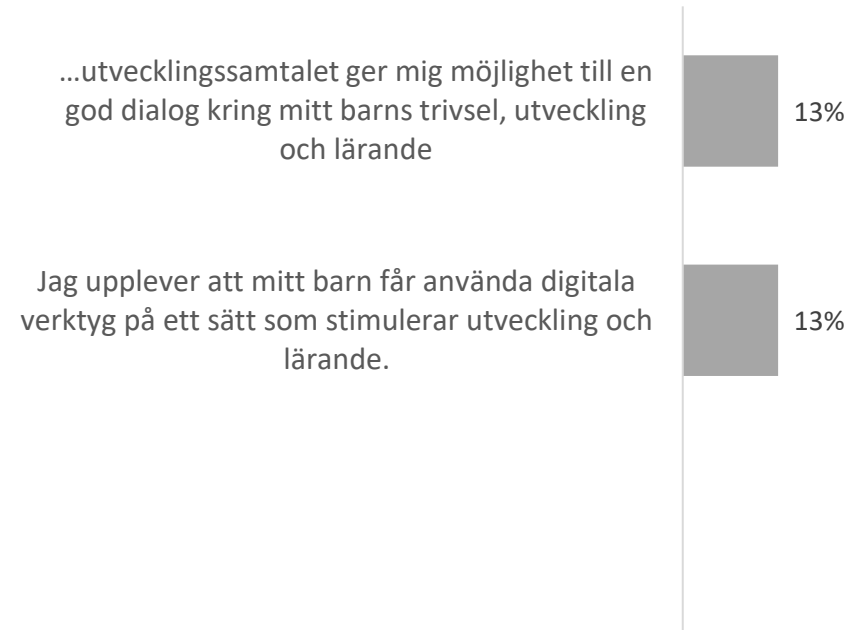 …utvecklingssamtalet ger mig möjlighet till en
god dialog kring mitt barns trivsel, utveckling
och lärande
13%
Jag upplever att mitt barn får använda digitala
verktyg på ett sätt som stimulerar utveckling och
lärande.
13%